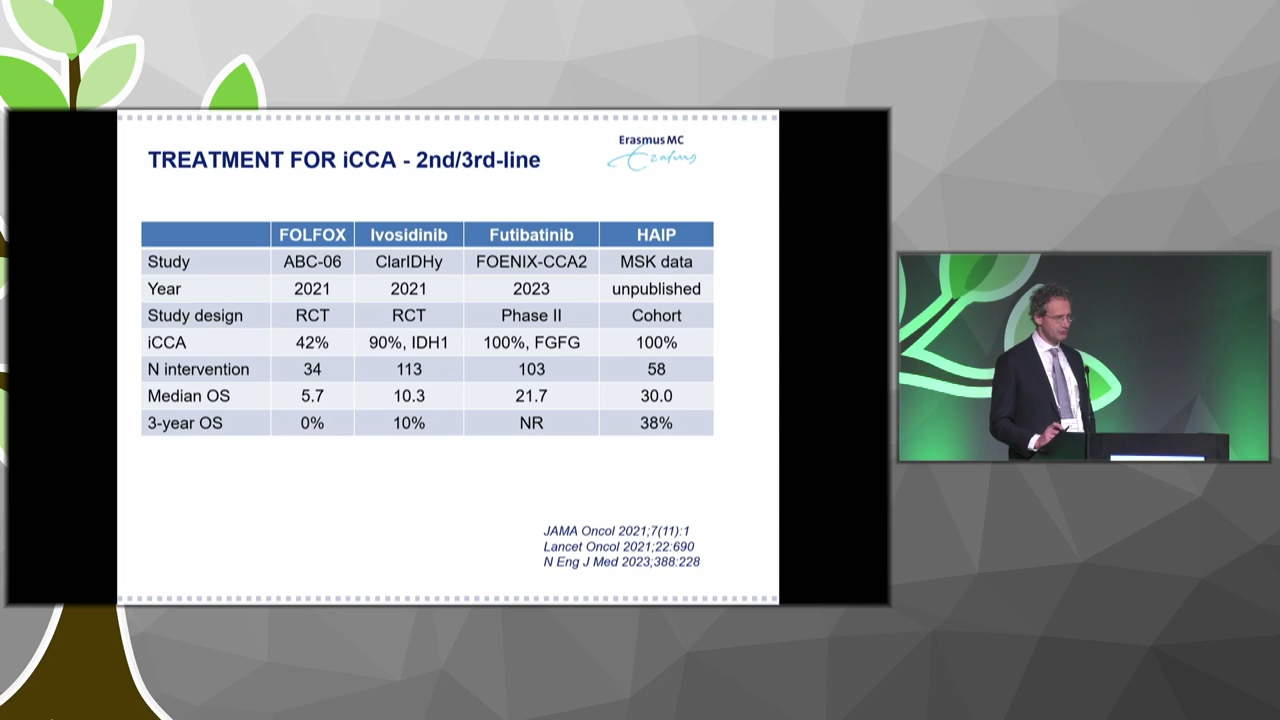 Erasmus MC
Erasmus
TREATMENT FOR iCCA - 2nd/3rd-line
FOLFOX Ivosidinib Futibatinib HAIP
Study ABC-06 ClarIDHy FOENIX-CCA2 MSK data
Year 2021 2021 2023 unpublished
Study design RCT RCT Phase II Cohort
iCCA 42% 90%, IDH1 100%, FGFG 100%
N intervention 34 113 103 58
Median OS 5.7 10.3 21.7 30.0
3-year OS 0% 10% NR 38%
JAMA Oncol 2021;7(11):1
Lancet Oncol 2021;22:690
N Eng J Med 2023;388:228